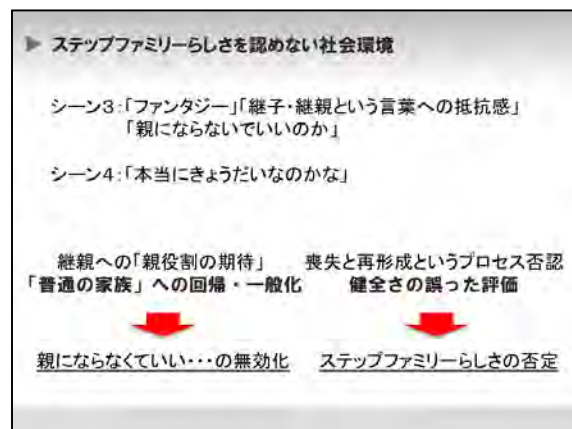 ステップファミリーらしさを認めない社会環境
シーン3:「ファンタジー」「継子・継親という言葉への抵抗感」
「親にならないでいいのか」
シーン4:「本当にきょうだいなのかな」
継親への「親役割の期待」
「普通の家族」への回帰・一般化
喪失と再形成というプロセス否認
健全さの誤った評価
親にならなくていい・・・の無効化
ステップファミリーらしさの否定